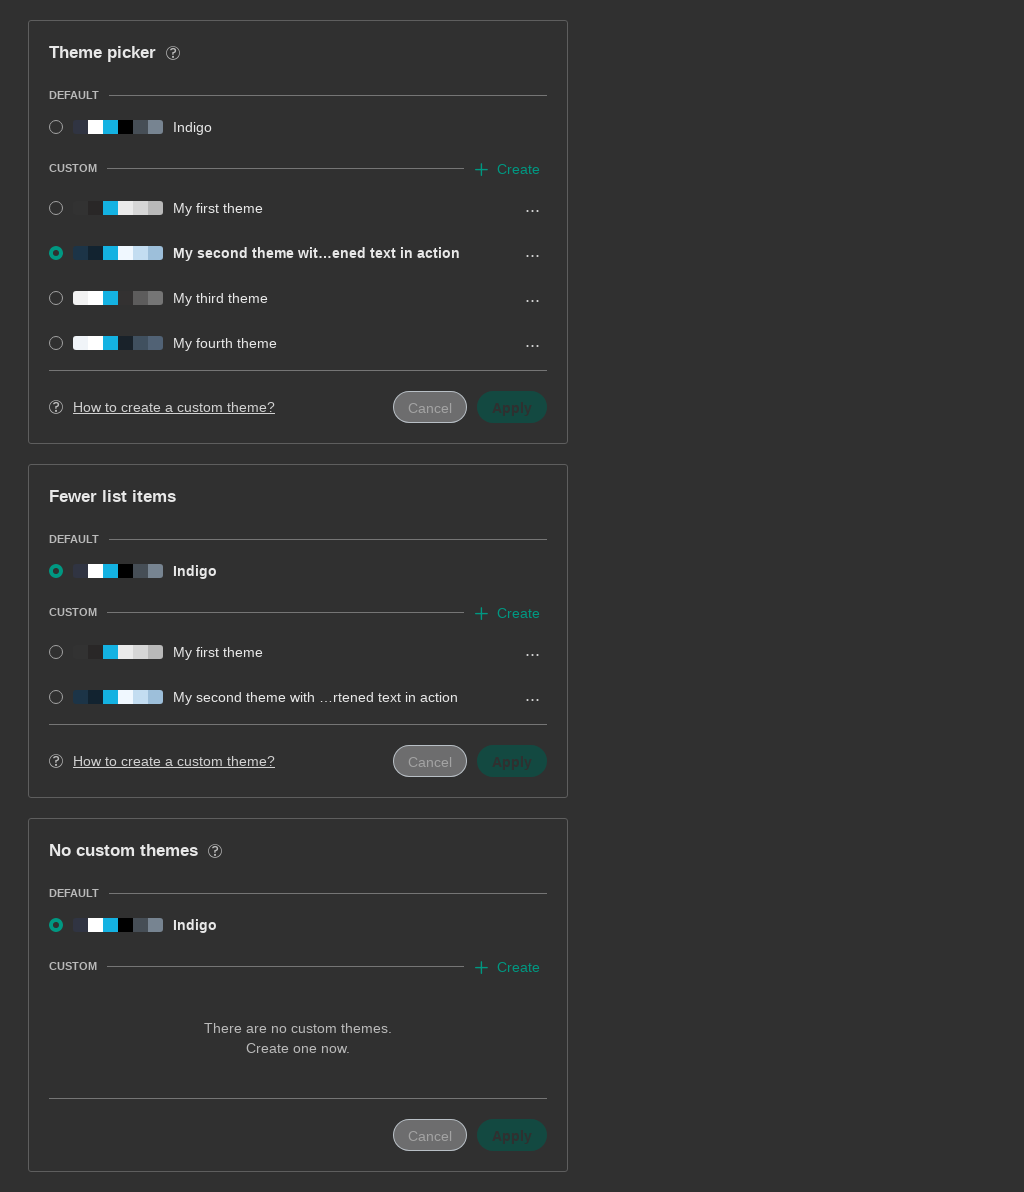 Theme picker
DEFAULT
Indigo
CUSTOM
Create
My first theme
My second theme wit…ened text in action
My third theme
My fourth theme
How to create a custom theme?
Cancel
Apply
Fewer list items
DEFAULT
Indigo
CUSTOM
Create
My first theme
My second theme with …rtened text in action
How to create a custom theme?
Cancel
Apply
No custom themes
DEFAULT
Indigo
CUSTOM
Create
There are no custom themes.
Create one now.
Cancel
Apply